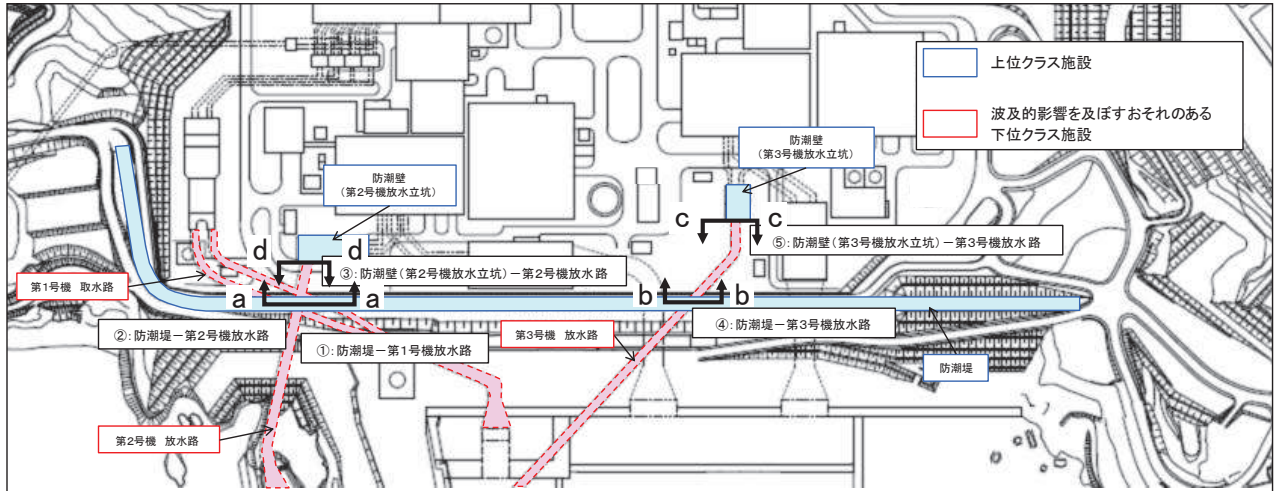 上位クラス施設
波及的影響を及ぼすおそれのある
下位クラス施設
防潮壁
(第3号機放水立坑)
防潮壁
(第2号機放水立坑)
c
c
d
d
⑤:防潮壁(第3号機放水立坑)-第3号機放水路
③:防潮壁(第2号機放水立坑)-第2号機放水路
第1号機 取水路
a
a
b
b
②:防潮堤-第2号機放水路
第3号機 放水路
④:防潮堤-第3号機放水路
①:防潮堤-第1号機放水路
防潮堤
第2号機 放水路